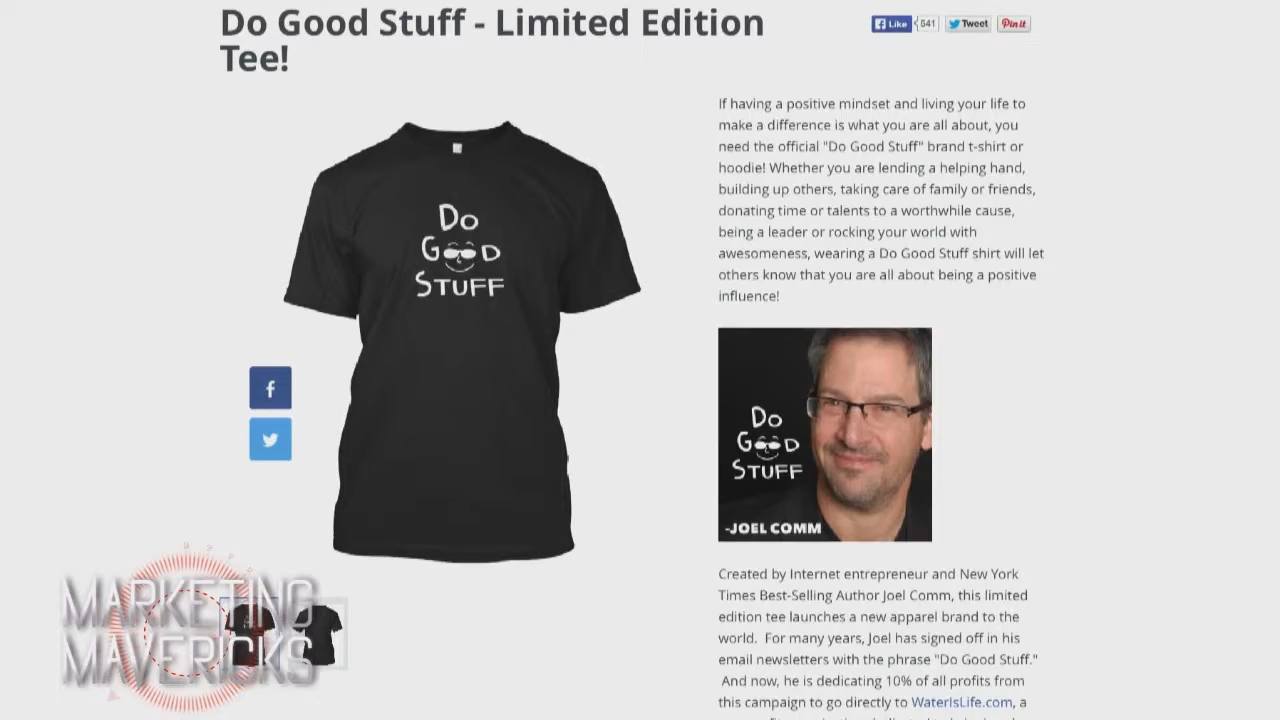 Do Good Stuff - Limited Edition
Tee!
Like
541
Tweet
Pin it
If having a positive mindset and living your life to
make a difference is what you are all about, you
need the official "Do Good Stuff" brand t-shirt or
hoodie! Whether you are lending a helping hand,
building up others, taking care of family or friends,
donating time or talents to a worthwhile cause,
being a leader or rocking your world with
awesomeness, wearing a Do Good Stuff shirt will let
others know that you are all about being a positive
influence!
DO
GOOD
STUFF
DO
GOOD
STUFF
-JOEL COMM
Created by Internet entrepreneur and New York
Times Best-Selling Author Joel Comm, this limited
edition tee launches a new apparel brand to the
world. For many years, Joel has signed off in his
email newsletters with the phrase "Do Good Stuff."
And now, he is dedicating 10% of all profits from
this campaign to go directly to WaterIsLife.com, a
MARKETING
MAVERICKS